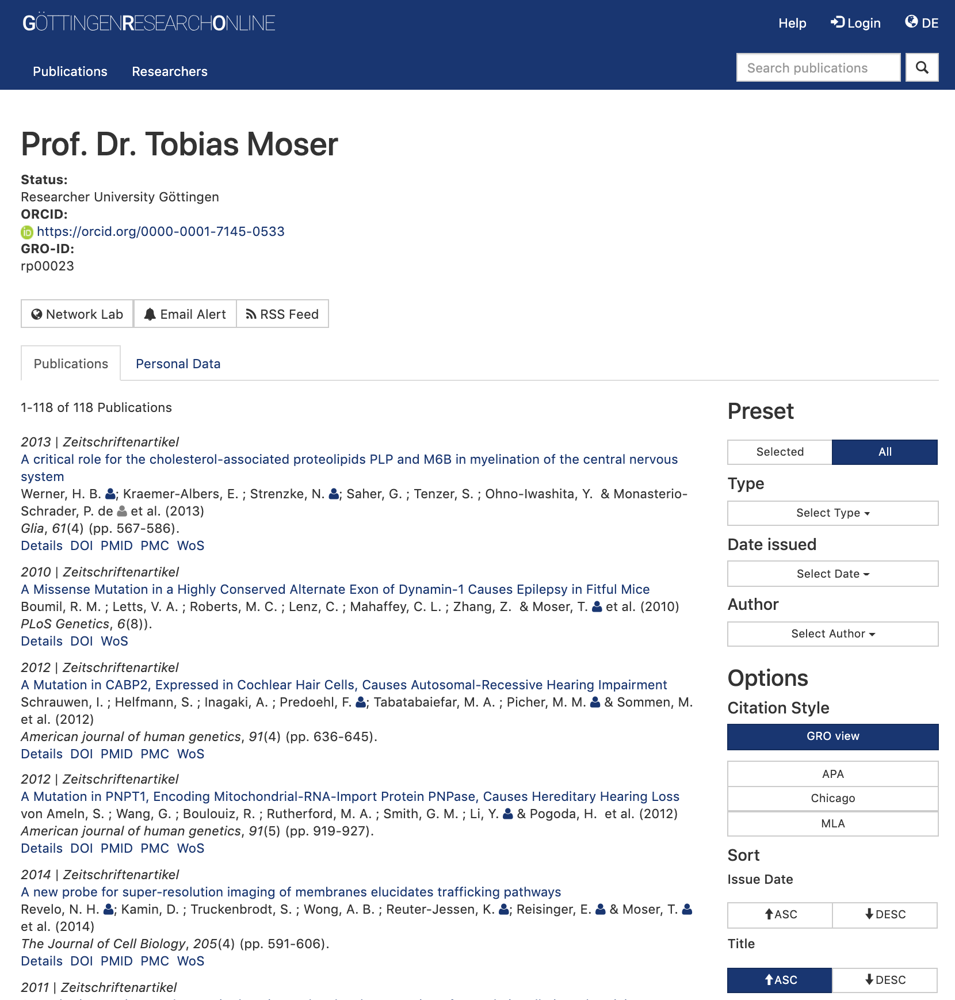 GÖTTINGENRESEARCHONLINE
Help Login DE
Publications Researchers
Search publications
Prof. Dr. Tobias Moser
Status:
Researcher University Göttingen
ORCID:
iD https://orcid.org/0000-0001-7145-0533
GRO-ID:
rp00023
Network Lab Email Alert RSS Feed
Publications Personal Data
1-118 of 118 Publications
2013 | Zeitschriftenartikel
A critical role for the cholesterol-associated proteolipids PLP and M6B in myelination of the central nervous
system
Werner, H. B. ; Kraemer-Albers, E. ; Strenzke, N. ; Saher, G. ; Tenzer, S. ; Ohno-Iwashita, Y. & Monasterio-
Schrader, P. de et al. (2013)
Glia, 61(4) (pp. 567-586).
Details DOI PMID PMC WoS
2010 | Zeitschriftenartikel
A Missense Mutation in a Highly Conserved Alternate Exon of Dynamin-1 Causes Epilepsy in Fitful Mice
Boumil, R. M. ; Letts, V. A. ; Roberts, M. C. ; Lenz, C. ; Mahaffey, C. L. ; Zhang, Z. & Moser, T. et al. (2010)
PLoS Genetics, 6(8)).
Details DOI WoS
2012 | Zeitschriftenartikel
A Mutation in CABP2, Expressed in Cochlear Hair Cells, Causes Autosomal-Recessive Hearing Impairment
Schrauwen, I. ; Helfmann, S. ; Inagaki, A. ; Predoehl, F. ; Tabatabaiefar, M. A. ; Picher, M. M. & Sommen, M.
et al. (2012)
American journal of human genetics, 91(4) (pp. 636-645).
Details DOI PMID PMC WoS
2012 | Zeitschriftenartikel
A Mutation in PNPT1, Encoding Mitochondrial-RNA-Import Protein PNPase, Causes Hereditary Hearing Loss
von Ameln, S. ; Wang, G. ; Boulouiz, R. ; Rutherford, M. A. ; Smith, G. M. ; Li, Y. & Pogoda, H. et al. (2012)
American journal of human genetics, 91(5) (pp. 919-927).
Details DOI PMID PMC WoS
2014 | Zeitschriftenartikel
A new probe for super-resolution imaging of membranes elucidates trafficking pathways
Revelo, N. H. ; Kamin, D. ; Truckenbrodt, S. ; Wong, A. B. ; Reuter-Jessen, K. ; Reisinger, E. & Moser, T.
et al. (2014)
The Journal of Cell Biology, 205(4) (pp. 591-606).
Details DOI PMID PMC WoS
2011 | Zeitschriftenartikel
Preset
Selected All
Type
Select Type
Date issued
Select Date
Author
Select Author
Options
Citation Style
GRO view
APA
Chicago
MLA
Sort
Issue Date
ASC DESC
Title
ASC DESC